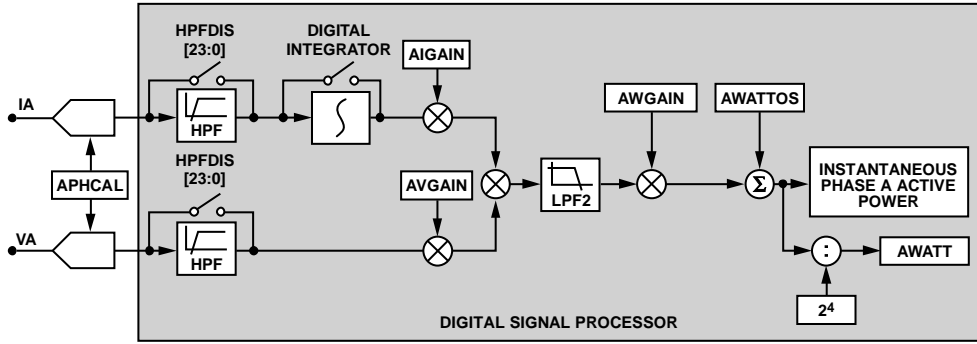 HPFDIS
[23:0]
DIGITAL
INTEGRATOR
AIGAIN
IA
HPF
AWGAIN
AWATTOS
APHCAL
HPFDIS
[23:0]
AVGAIN
LPF2
Σ
INSTANTANEOUS
PHASE A ACTIVE
POWER
VA
HPF
:
AWATT
2⁴
DIGITAL SIGNAL PROCESSOR